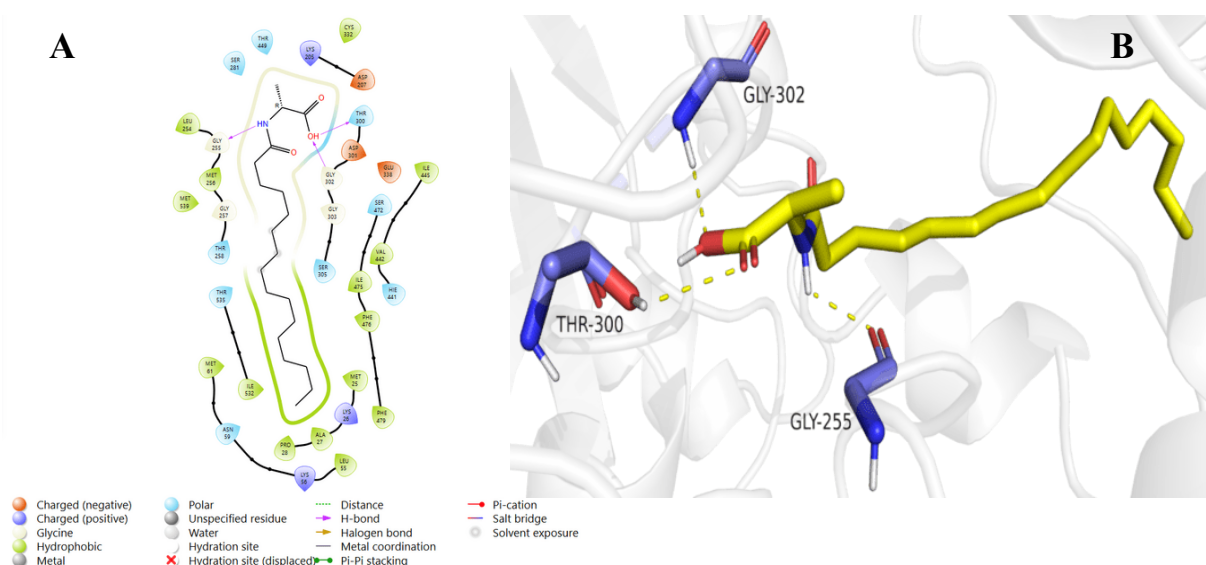 A
CYS
332
THR
449
LYS
205
SER
281
ASP
207
R
O
LEU
254
HN
OH
THR
300
GLY
255
O
ASP
301
MET
256
GLY
302
GLU
330
ILE
445
MET
539
GLY
257
GLY
303
SER
472
THR
258
VAL
442
SER
305
ILE
475
HIE
441
THR
535
PHE
476
MET
61
ILE
532
MET
25
LYS
26
PHE
479
ASN
59
PRO
28
ALA
27
LEU
55
LYS
56
B
GLY-302
THR-300
GLY-255
Charged (negative)
Charged (positive)
Glycine
Hydrophobic
Metal
Polar
Unspecified residue
Water
Hydration site
Hydration site (displaced)
Distance
H-bond
Halogen bond
Metal coordination
Pi-Pi stacking
Pi-cation
Salt bridge
Solvent exposure